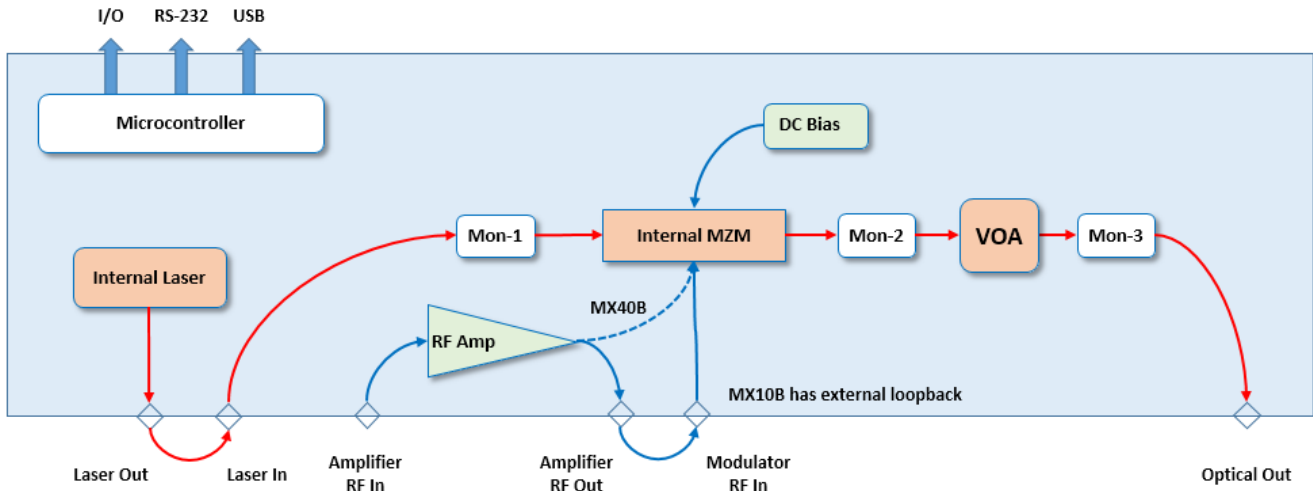 I/O RS-232 USB
Microcontroller
DC Bias
Mon-1
Internal MZM
Mon-2
VOA
Mon-3
Internal Laser
MX40B
RF Amp
MX10B has external loopback
Laser Out
Laser In
Amplifier
RF In
Amplifier
RF Out
Modulator
RF In
Optical Out